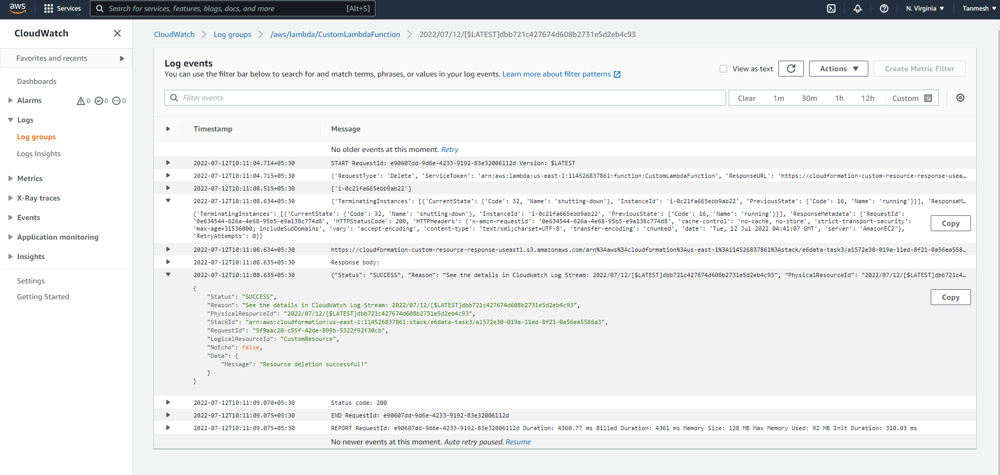 aws Services Search for services, features, blogs, docs, and more [Alt+S] N. Virginia Tanmesh
CloudWatch
Favorites and recents
Dashboards
Alarms 0 0 0
Logs
Log groups
Logs Insights
Metrics
X-Ray traces
Events
Application monitoring
Insights
Settings
Getting Started
CloudWatch Log groups /aws/lambda/CustomLambdaFunction 2022/07/12/[$LATEST]dbb721c427674d608b2731e5d2eb4c93
Log events
You can use the filter bar below to search for and match terms, phrases, or values in your log events. Learn more about filter patterns
View as text Actions Create Metric Filter
Filter events Clear 1m 30m 1h 12h Custom
Timestamp Message
No older events at this moment. Retry
2022-07-12T10:11:04.714+05:30 START RequestId: e90607dd-9d6e-4233-9192-83e32006112d Version: $LATEST
2022-07-12T10:11:04.715+05:30 {'RequestType': 'Delete', 'ServiceToken': 'arn:aws:lambda:us-east-1:114526837861:function:CustomLambdaFunction', 'ResponseURL': 'https://cloudformation-custom-resource-response-usea…
2022-07-12T10:11:08.515+05:30 ['i-0c21fa665ebb9ab22']
2022-07-12T10:11:08.634+05:30 {'TerminatingInstances': [{'CurrentState': {'Code': 32, 'Name': 'shutting-down'}, 'InstanceId': 'i-0c21fa665ebb9ab22', 'PreviousState': {'Code': 16, 'Name': 'running'}}], 'ResponseM…
{'TerminatingInstances': [{'CurrentState': {'Code': 32, 'Name': 'shutting-down'}, 'InstanceId': 'i-0c21fa665ebb9ab22', 'PreviousState': {'Code': 16, 'Name': 'running'}}], 'ResponseMetadata': {'RequestId':
'0e634544-626a-4e68-95b5-e9a138c774d8', 'HTTPStatusCode': 200, 'HTTPHeaders': {'x-amzn-requestid': '0e634544-626a-4e68-95b5-e9a138c774d8', 'cache-control': 'no-cache, no-store', 'strict-transport-security':
'max-age=31536000; includeSubDomains', 'vary': 'accept-encoding', 'content-type': 'text/xml;charset=UTF-8', 'transfer-encoding': 'chunked', 'date': 'Tue, 12 Jul 2022 04:41:07 GMT', 'server': 'AmazonEC2'},
'RetryAttempts': 0}}
Copy
2022-07-12T10:11:08.634+05:30 https://cloudformation-custom-resource-response-useast1.s3.amazonaws.com/arn%3Aaws%3Acloudformation%3Aus-east-1%3A114526837861%3Astack/e6data-task3/a1572e30-019a-11ed-8f21-0a56ea558…
2022-07-12T10:11:08.635+05:30 Response body:
2022-07-12T10:11:08.635+05:30 {"Status": "SUCCESS", "Reason": "See the details in CloudWatch Log Stream: 2022/07/12/[$LATEST]dbb721c427674d608b2731e5d2eb4c93", "PhysicalResourceId": "2022/07/12/[$LATEST]dbb721c4…
{
"Status": "SUCCESS",
"Reason": "See the details in CloudWatch Log Stream: 2022/07/12/[$LATEST]dbb721c427674d608b2731e5d2eb4c93",
"PhysicalResourceId": "2022/07/12/[$LATEST]dbb721c427674d608b2731e5d2eb4c93",
"StackId": "arn:aws:cloudformation:us-east-1:114526837861:stack/e6data-task3/a1572e30-019a-11ed-8f21-0a56ea5586a3",
"RequestId": "5f9aac20-c55f-42de-899b-5322f92f30cb",
"LogicalResourceId": "CustomResource",
"NoEcho": false,
"Data": {
"Message": "Resource deletion successful!"
}
}
Copy
2022-07-12T10:11:09.070+05:30 Status code: 200
2022-07-12T10:11:09.075+05:30 END RequestId: e90607dd-9d6e-4233-9192-83e32006112d
2022-07-12T10:11:09.075+05:30 REPORT RequestId: e90607dd-9d6e-4233-9192-83e32006112d Duration: 4360.77 ms Billed Duration: 4361 ms Memory Size: 128 MB Max Memory Used: 92 MB Init Duration: 310.03 ms
No newer events at this moment. Auto retry paused. Resume